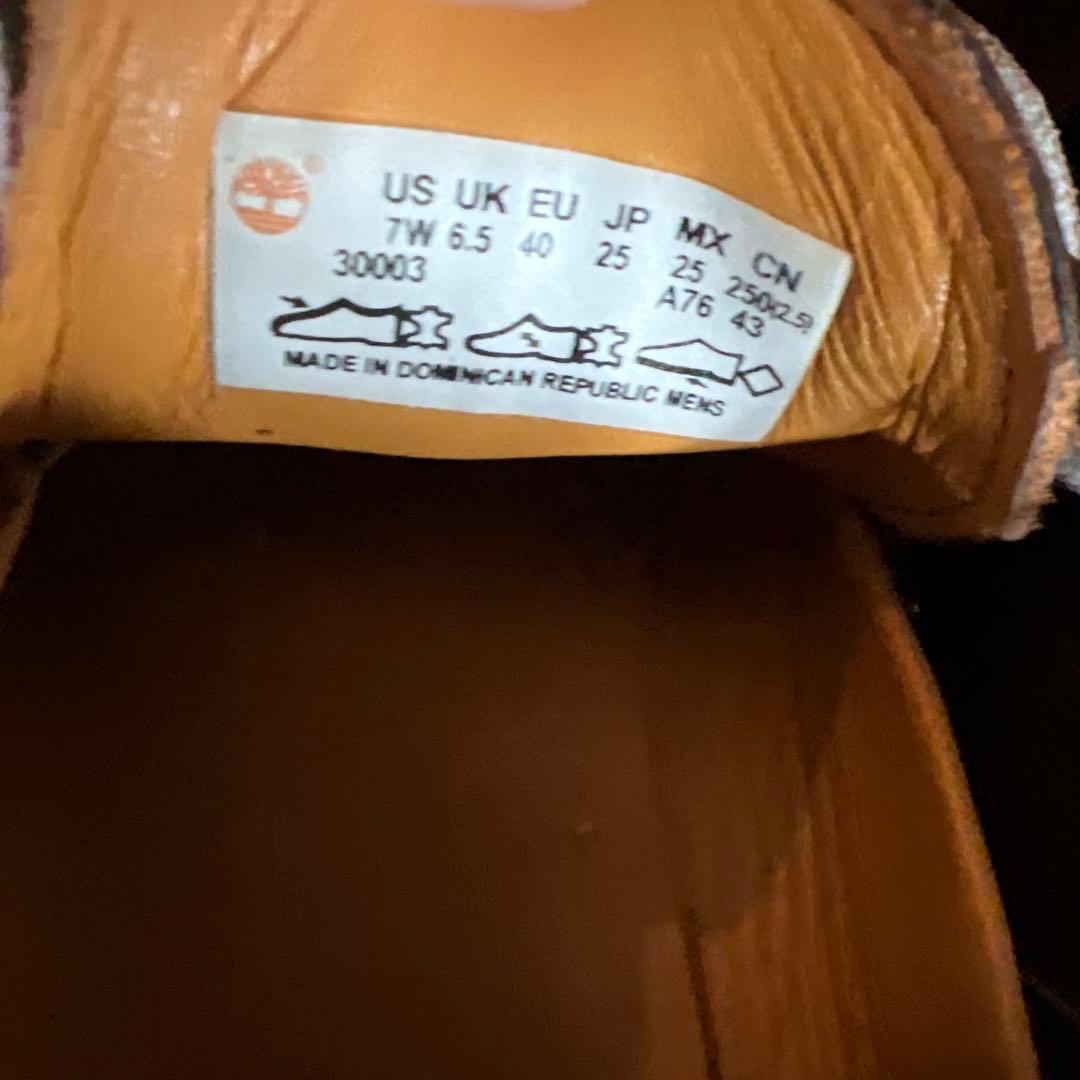 US UK EU JP MX CN
7W 6.5 40 25 25 250(2.5)
30003 A76 43
MADE IN DOMINICAN REPUBLIC MENS